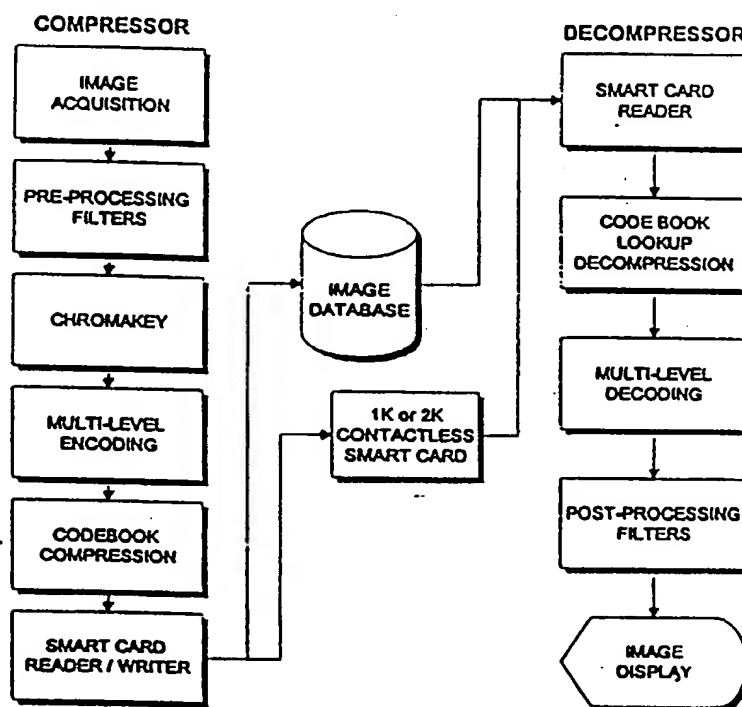 COMPRESSOR
IMAGE
ACQUISITION
PRE-PROCESSING
FILTERS
CHROMAKEY
MULTI-LEVEL
ENCODING
CODEBOOK
COMPRESSION
SMART CARD
READER / WRITER
IMAGE
DATABASE
1K or 2K
CONTACTLESS
SMART CARD
DECOMPRESSOR
SMART CARD
READER
CODE BOOK
LOOKUP
DECOMPRESSION
MULTI-LEVEL
DECODING
POST-PROCESSING
FILTERS
IMAGE
DISPLAY